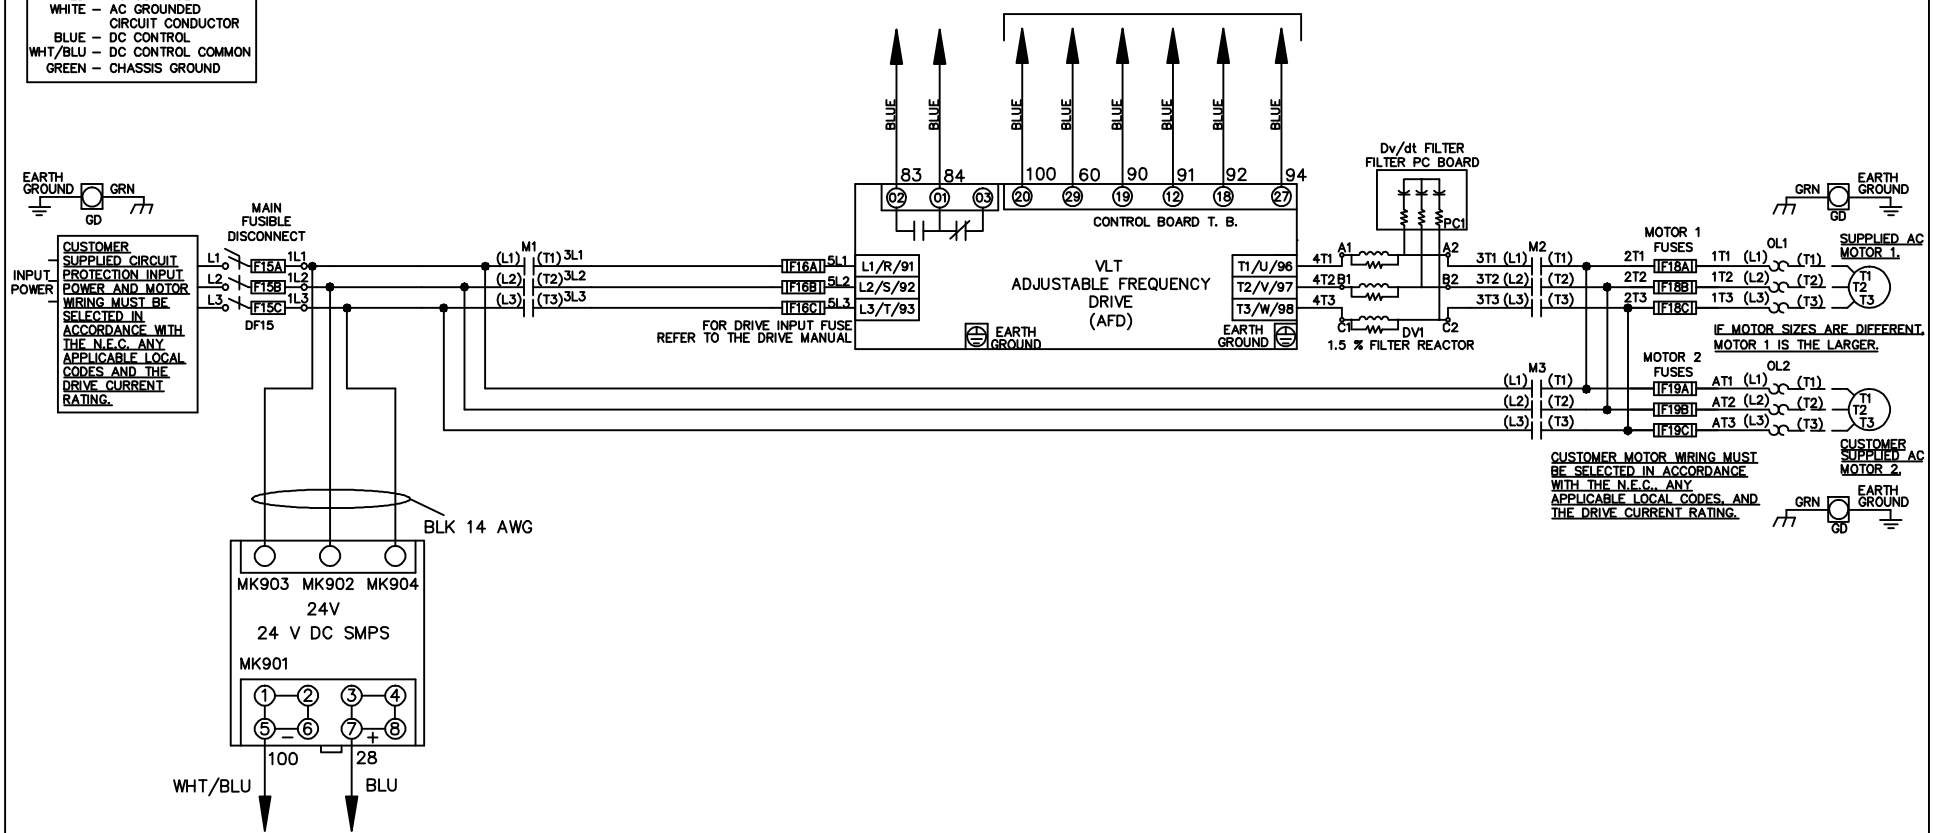 WHITE – AC GROUNDED
CIRCUIT CONDUCTOR
BLUE – DC CONTROL
WHT/BLU – DC CONTROL COMMON
GREEN – CHASSIS GROUND
BLUE
BLUE
BLUE
BLUE
BLUE
BLUE
BLUE
BLUE
83
84
100
60
90
91
92
94
02
01
03
20
29
19
12
18
27
CONTROL BOARD T. B.
Dv/dt FILTER
FILTER PC BOARD
PC1
EARTH
GROUND
GRN
GD
MAIN
FUSIBLE
DISCONNECT
INPUT
POWER
CUSTOMER
SUPPLIED CIRCUIT
PROTECTION INPUT
POWER AND MOTOR
WIRING MUST BE
SELECTED IN
ACCORDANCE WITH
THE N.E.C. ANY
APPLICABLE LOCAL
CODES AND THE
DRIVE CURRENT
RATING.
L1 F15A 1L1
L2 F15B 1L2
L3 F15C 1L3
DF15
M1
(L1) (T1) 3L1
(L2) (T2) 3L2
(L3) (T3) 3L3
F16A 5L1
F16B 5L2
F16C 5L3
FOR DRIVE INPUT FUSE
REFER TO THE DRIVE MANUAL
L1/R/91
L2/S/92
L3/T/93
VLT
ADJUSTABLE FREQUENCY
DRIVE
(AFD)
EARTH
GROUND
EARTH
GROUND
T1/U/96
T2/V/97
T3/W/98
4T1 A1 A2
4T2 B1 B2
4T3 C1 C2
DV1
1.5 % FILTER REACTOR
M2
3T1 (L1) (T1)
3T2 (L2) (T2)
3T3 (L3) (T3)
MOTOR 1
FUSES
2T1 F18A 1T1 (L1) (T1)
2T2 F18B 1T2 (L2) (T2)
2T3 F18C 1T3 (L3) (T3)
OL1
T1
T2
T3
GRN
EARTH
GROUND
GD
SUPPLIED AC
MOTOR 1.
IF MOTOR SIZES ARE DIFFERENT,
MOTOR 1 IS THE LARGER.
M3
(L1) (T1)
(L2) (T2)
(L3) (T3)
MOTOR 2
FUSES
F19A AT1 (L1) (T1)
F19B AT2 (L2) (T2)
F19C AT3 (L3) (T3)
OL2
T1
T2
T3
CUSTOMER
SUPPLIED AC
MOTOR 2.
CUSTOMER MOTOR WIRING MUST
BE SELECTED IN ACCORDANCE
WITH THE N.E.C., ANY
APPLICABLE LOCAL CODES, AND
THE DRIVE CURRENT RATING.
GRN
EARTH
GROUND
GD
BLK 14 AWG
MK903 MK902 MK904
24V
24 V DC SMPS
MK901
1 2 3 4
5 6 7 8
– +
100 28
WHT/BLU BLU